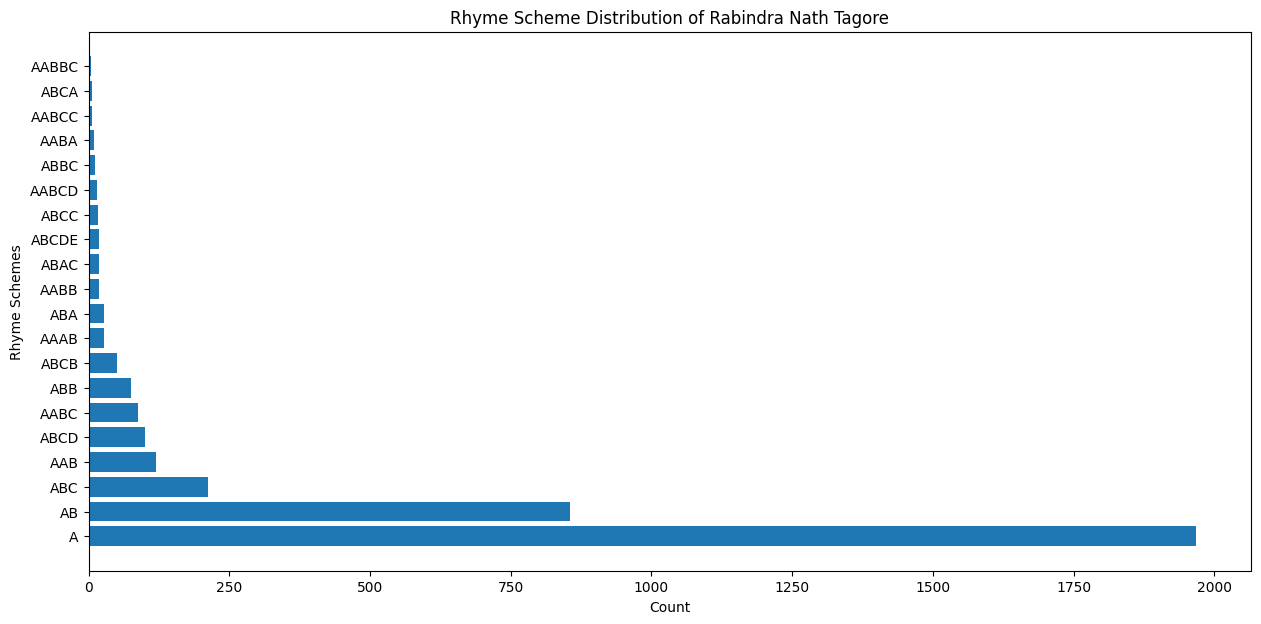 Rhyme Scheme Distribution of Rabindra Nath Tagore
Rhyme Schemes
AABBC
ABCA
AABCC
AABA
ABBC
AABCD
ABCC
ABCDE
ABAC
AABB
ABA
AAAB
ABCB
ABB
AABC
ABCD
AAB
ABC
AB
A
0 250 500 750 1000 1250 1500 1750 2000
Count